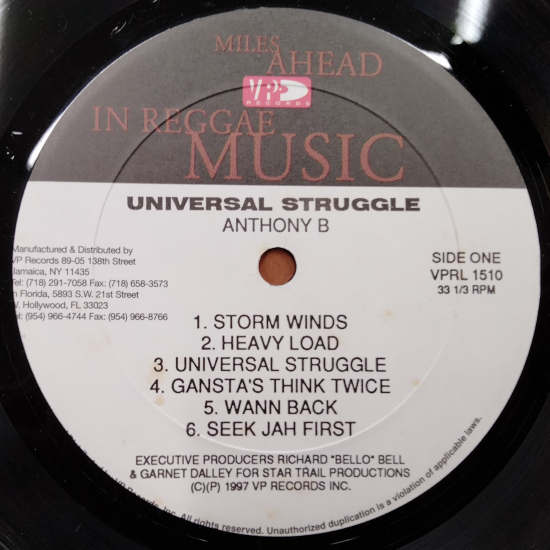 MILES
AHEAD
VP
RECORDS
IN REGGAE
MUSIC
UNIVERSAL STRUGGLE
ANTHONY B
Manufactured & Distributed by
VP Records 89-05 138th Street
Jamaica, NY 11435
Tel: (718) 291-7058 Fax: (718) 658-3573
In Florida, 5893 S.W. 21st Street
W. Hollywood, FL 33023
Tel: (954) 966-4744 Fax: (954) 966-8766
SIDE ONE
VPRL 1510
33 1/3 RPM
1. STORM WINDS
2. HEAVY LOAD
3. UNIVERSAL STRUGGLE
4. GANSTA'S THINK TWICE
5. WANN BACK
6. SEEK JAH FIRST
EXECUTIVE PRODUCERS RICHARD "BELLO" BELL
& GARNET DALLEY FOR STAR TRAIL PRODUCTIONS
(C)(P) 1997 VP RECORDS INC.
VP Records, Inc. All rights reserved. Unauthorized duplication is a violation of applicable laws.